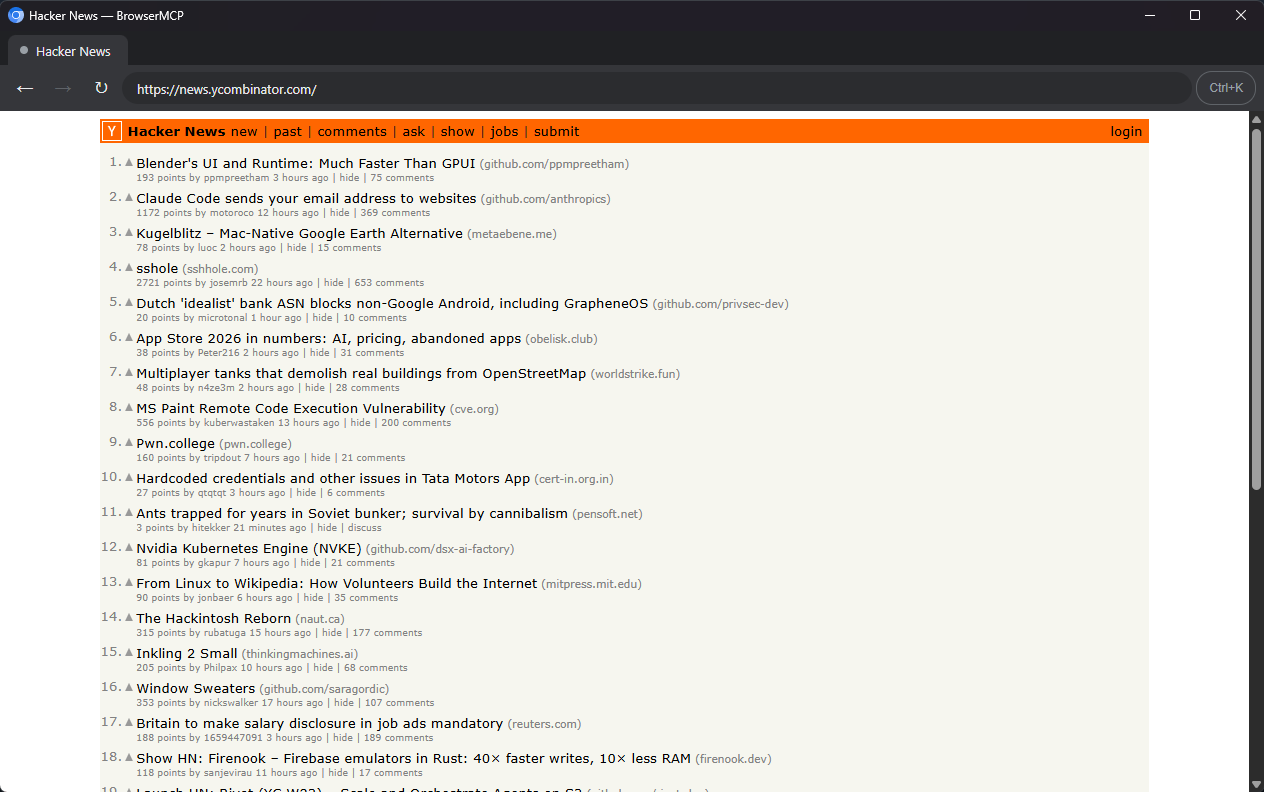 Hacker News — BrowserMCP
Hacker News
https://news.ycombinator.com/
Ctrl+K
Y Hacker News new | past | comments | ask | show | jobs | submit login
1. Blender's UI and Runtime: Much Faster Than GPUI (github.com/ppmpreetham)
193 points by ppmpreetham 3 hours ago | hide | 75 comments
2. Claude Code sends your email address to websites (github.com/anthropics)
1172 points by motoroco 12 hours ago | hide | 369 comments
3. Kugelblitz – Mac-Native Google Earth Alternative (metaebene.me)
78 points by luoc 2 hours ago | hide | 15 comments
4. sshole (sshhole.com)
2721 points by josemrb 22 hours ago | hide | 653 comments
5. Dutch 'idealist' bank ASN blocks non-Google Android, including GrapheneOS (github.com/privsec-dev)
20 points by microtonal 1 hour ago | hide | 10 comments
6. App Store 2026 in numbers: AI, pricing, abandoned apps (obelisk.club)
38 points by Peter216 2 hours ago | hide | 31 comments
7. Multiplayer tanks that demolish real buildings from OpenStreetMap (worldstrike.fun)
48 points by n4ze3m 2 hours ago | hide | 28 comments
8. MS Paint Remote Code Execution Vulnerability (cve.org)
556 points by kuberwastaken 13 hours ago | hide | 200 comments
9. Pwn.college (pwn.college)
160 points by tripdout 7 hours ago | hide | 21 comments
10. Hardcoded credentials and other issues in Tata Motors App (cert-in.org.in)
27 points by qtqtqt 3 hours ago | hide | 6 comments
11. Ants trapped for years in Soviet bunker; survival by cannibalism (pensoft.net)
3 points by hitekker 21 minutes ago | hide | discuss
12. Nvidia Kubernetes Engine (NVKE) (github.com/dsx-ai-factory)
81 points by gkapur 7 hours ago | hide | 21 comments
13. From Linux to Wikipedia: How Volunteers Build the Internet (mitpress.mit.edu)
90 points by jonbaer 6 hours ago | hide | 35 comments
14. The Hackintosh Reborn (naut.ca)
315 points by rubatuga 15 hours ago | hide | 177 comments
15. Inkling 2 Small (thinkingmachines.ai)
205 points by Philpax 10 hours ago | hide | 68 comments
16. Window Sweaters (github.com/saragordic)
353 points by nickswalker 17 hours ago | hide | 107 comments
17. Britain to make salary disclosure in job ads mandatory (reuters.com)
188 points by 1659447091 3 hours ago | hide | 189 comments
18. Show HN: Firenook – Firebase emulators in Rust: 40× faster writes, 10× less RAM (firenook.dev)
118 points by sanjevirau 11 hours ago | hide | 17 comments